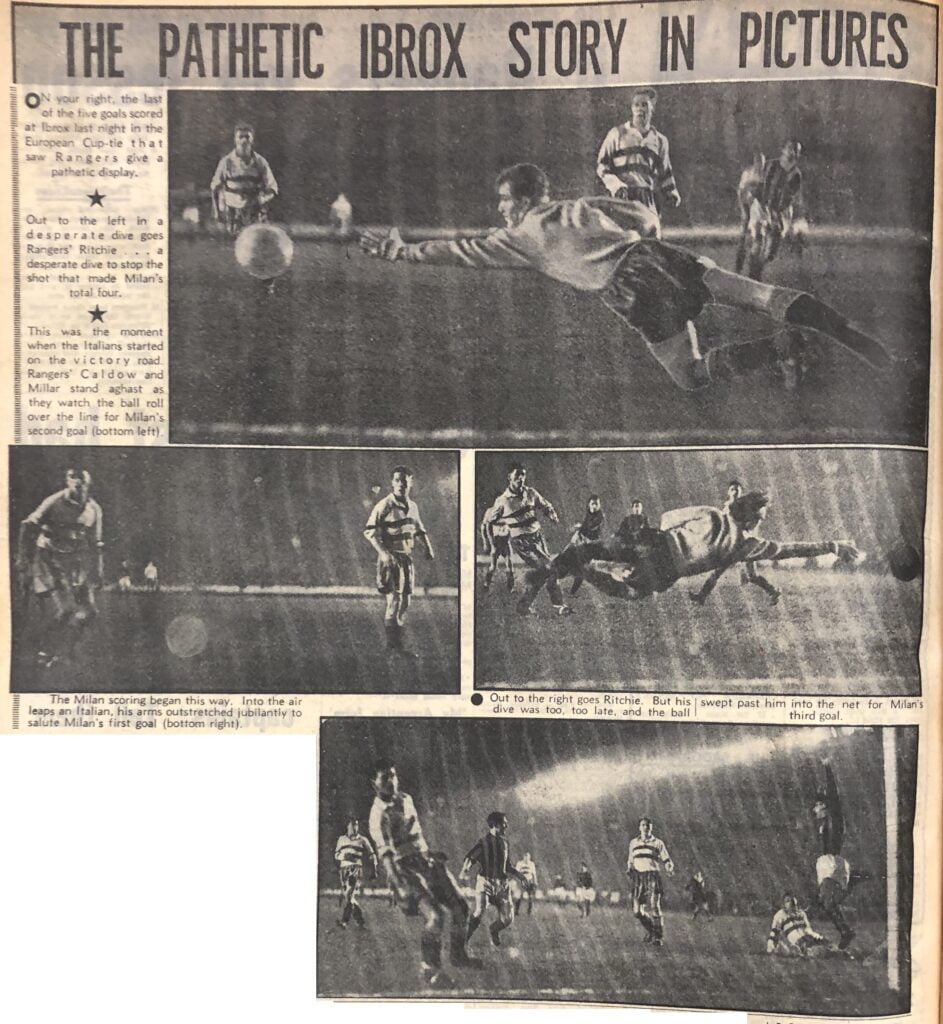 THE PATHETIC IBROX STORY IN PICTURES
ON your right, the last
of the five goals scored
at Ibrox last night in the
European Cup-tie that
saw Rangers give a
pathetic display.
★
Out to the left in a
desperate dive goes
Rangers' Ritchie . . . a
desperate dive to stop the
shot that made Milan's
total four.
★
This was the moment
when the Italians started
on the victory road.
Rangers' Caldow and
Millar stand aghast as
they watch the ball roll
over the line for Milan's
second goal (bottom left).
The Milan scoring began this way. Into the air
leaps an Italian, his arms outstretched jubilantly to
salute Milan's first goal (bottom right).
● Out to the right goes Ritchie. But his
dive was too, too late, and the ball
swept past him into the net for Milan's
third goal.